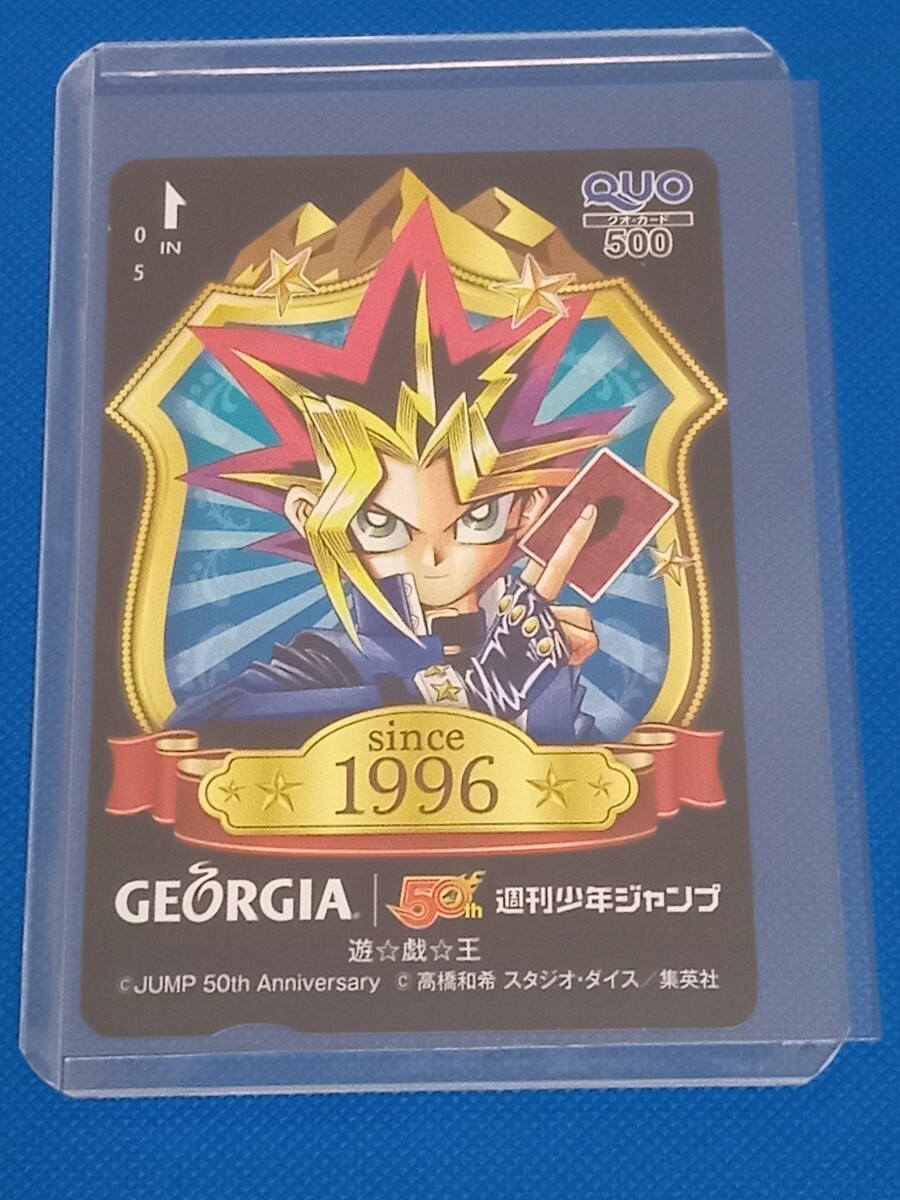 0
IN
5
QUO
クオ・カード
500
since
1996
GEORGIA 50th 週刊少年ジャンプ
遊☆戯☆王
©JUMP 50th Anniversary © 高橋和希 スタジオ・ダイス／集英社